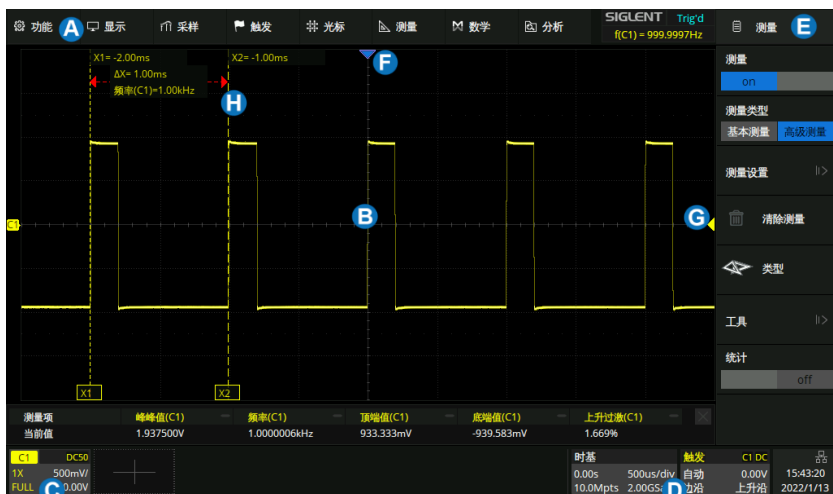 功能 A 显示 采样 触发 光标 测量 数学 分析 SIGLENT Trig'd 测量 E
f(C1) = 999.9997Hz
X1= -2.00ms X2= -1.00ms F
ΔX= 1.00ms
频率(C1)=1.00kHz
H
B
C1
G
X1 X2
测量
on
测量类型
基本测量 高级测量
测量设置
清除测量
类型
工具
统计
off
测量项 峰峰值(C1) 频率(C1) 顶端值(C1) 底端值(C1) 上升过激(C1)
当前值 1.937500V 1.0000006kHz 933.333mV -939.583mV 1.669%
C1 DC50
1X 500mV/
FULL C 0.00V
时基
0.00s 500us/div
10.0Mpts 2.00GSa D
触发 C1 DC
自动 0.00V
边沿 上升沿
15:43:20
2022/1/13